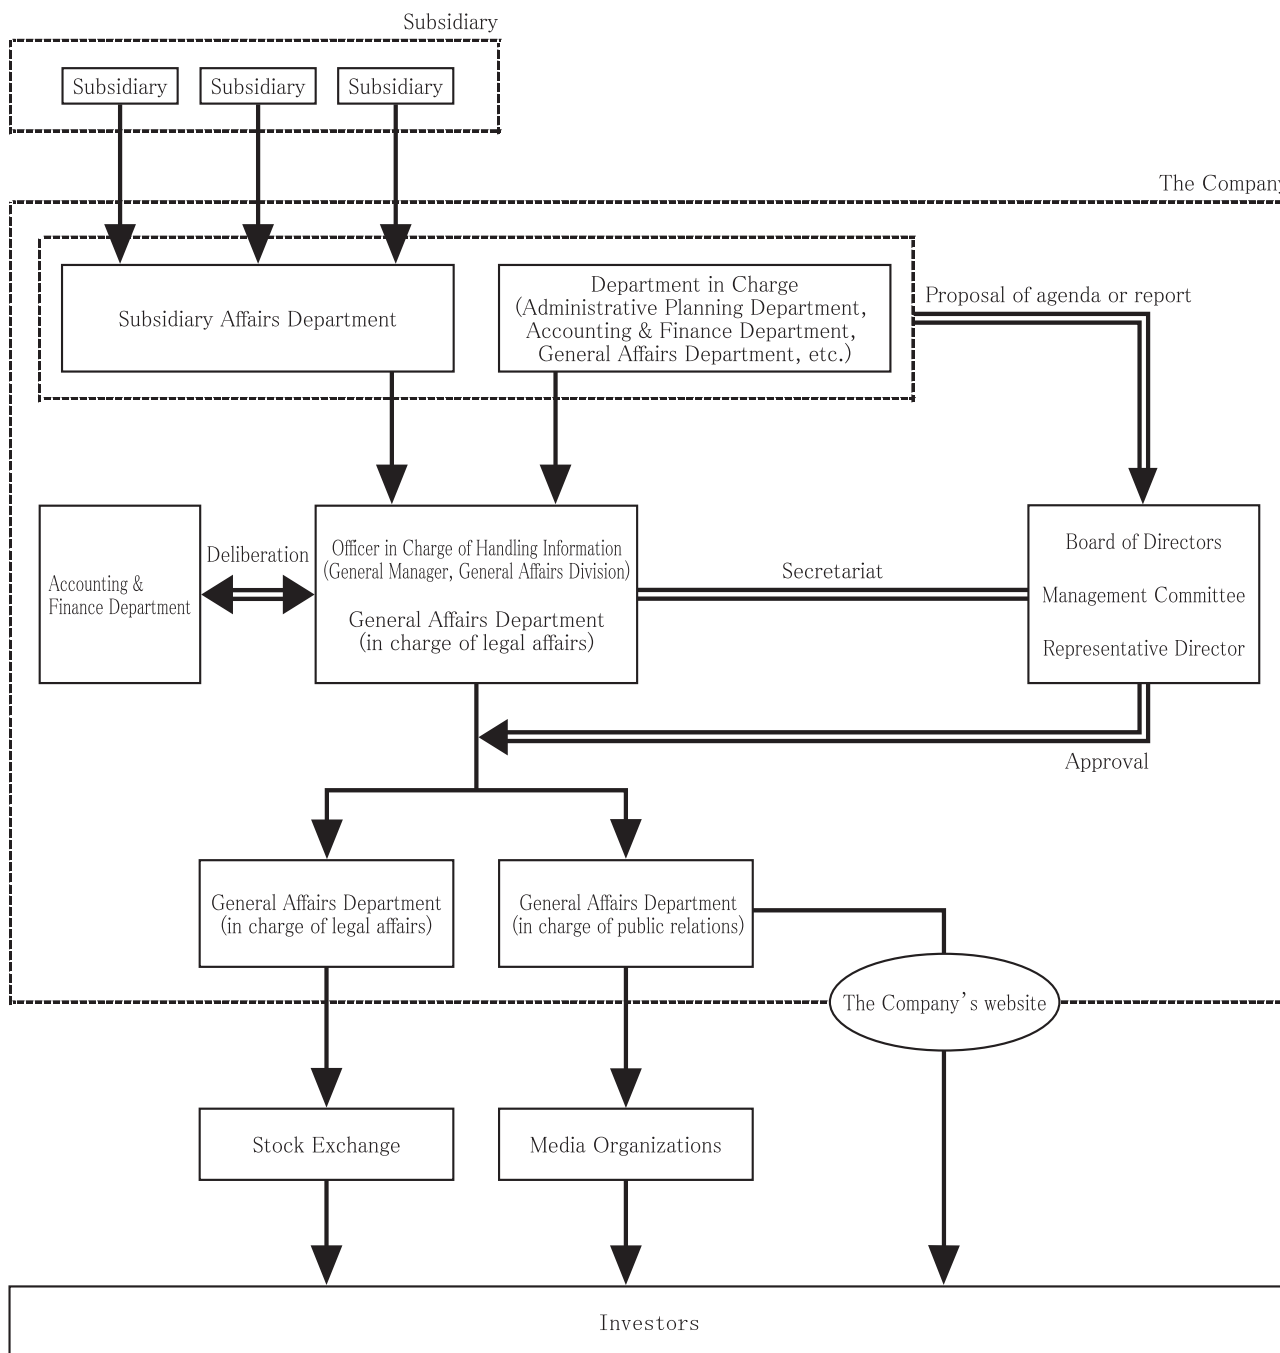 Subsidiary
Subsidiary
Subsidiary
Subsidiary
The Company
Subsidiary Affairs Department
Department in Charge
(Administrative Planning Department,
Accounting & Finance Department,
General Affairs Department, etc.)
Proposal of agenda or report
Accounting &
Finance Department
Deliberation
Officer in Charge of Handling Information
(General Manager, General Affairs Division)
General Affairs Department
(in charge of legal affairs)
Secretariat
Board of Directors
Management Committee
Representative Director
Approval
General Affairs Department
(in charge of legal affairs)
General Affairs Department
(in charge of public relations)
The Company's website
Stock Exchange
Media Organizations
Investors